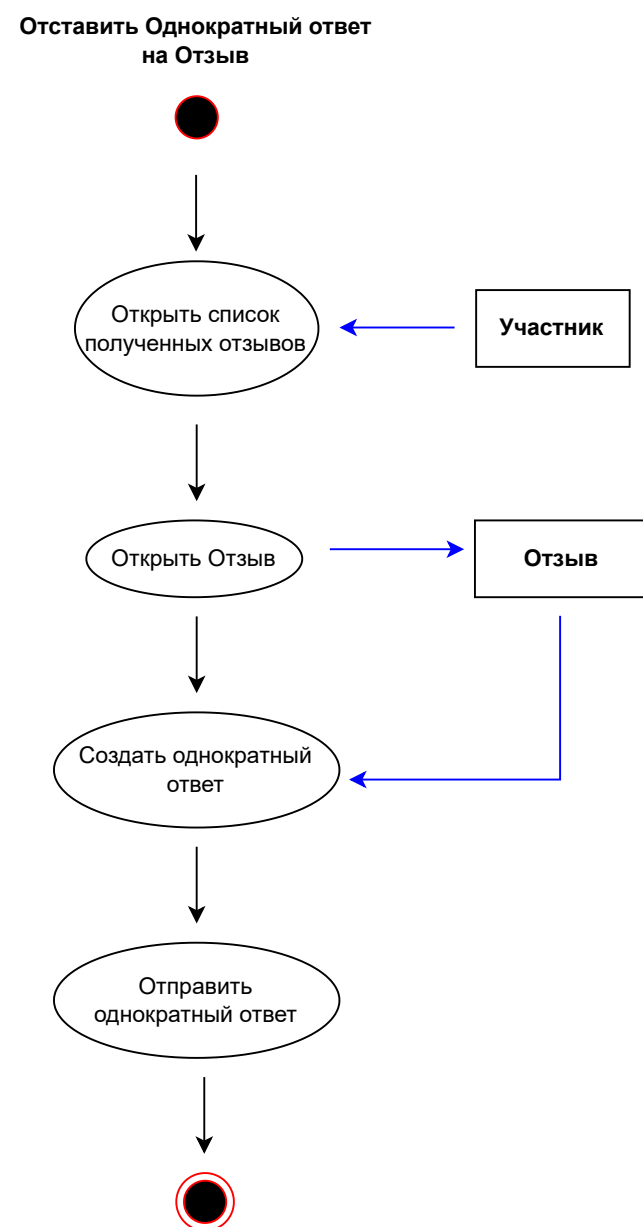 Отставить Однократный ответ
на Отзыв
Открыть список
полученных отзывов
Участник
Открыть Отзыв
Отзыв
Создать однократный
ответ
Отправить
однократный ответ